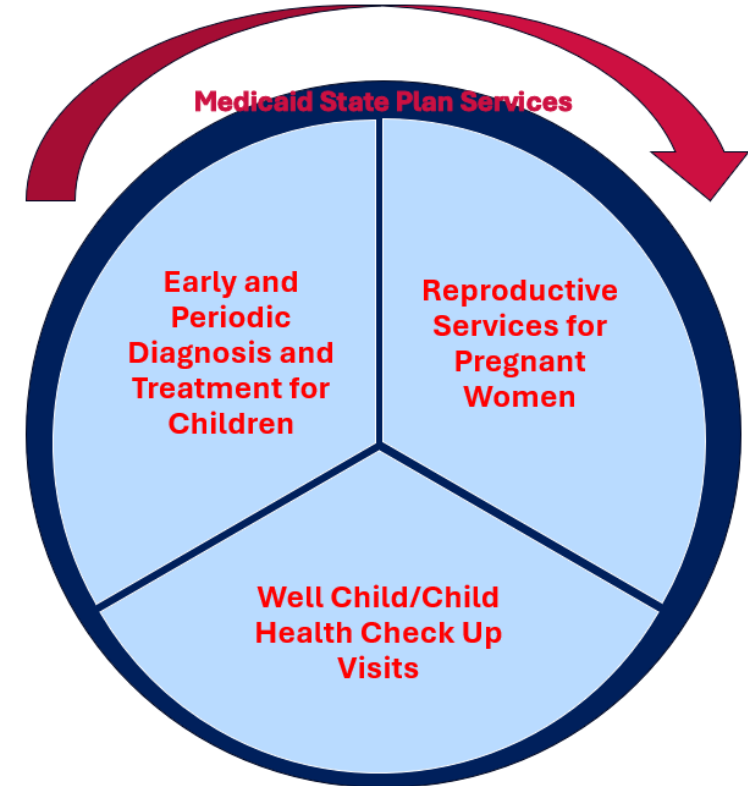 Medicaid State Plan Services
Early and
Periodic
Diagnosis and
Treatment for
Children
Reproductive
Services for
Pregnant
Women
Well Child/Child
Health Check Up
Visits